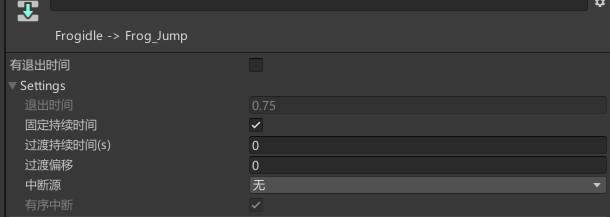 Frogidle -> Frog_Jump
有退出时间
Settings
退出时间 0.75
固定持续时间
过渡持续时间(s) 0
过渡偏移 0
中断源 无
有序中断